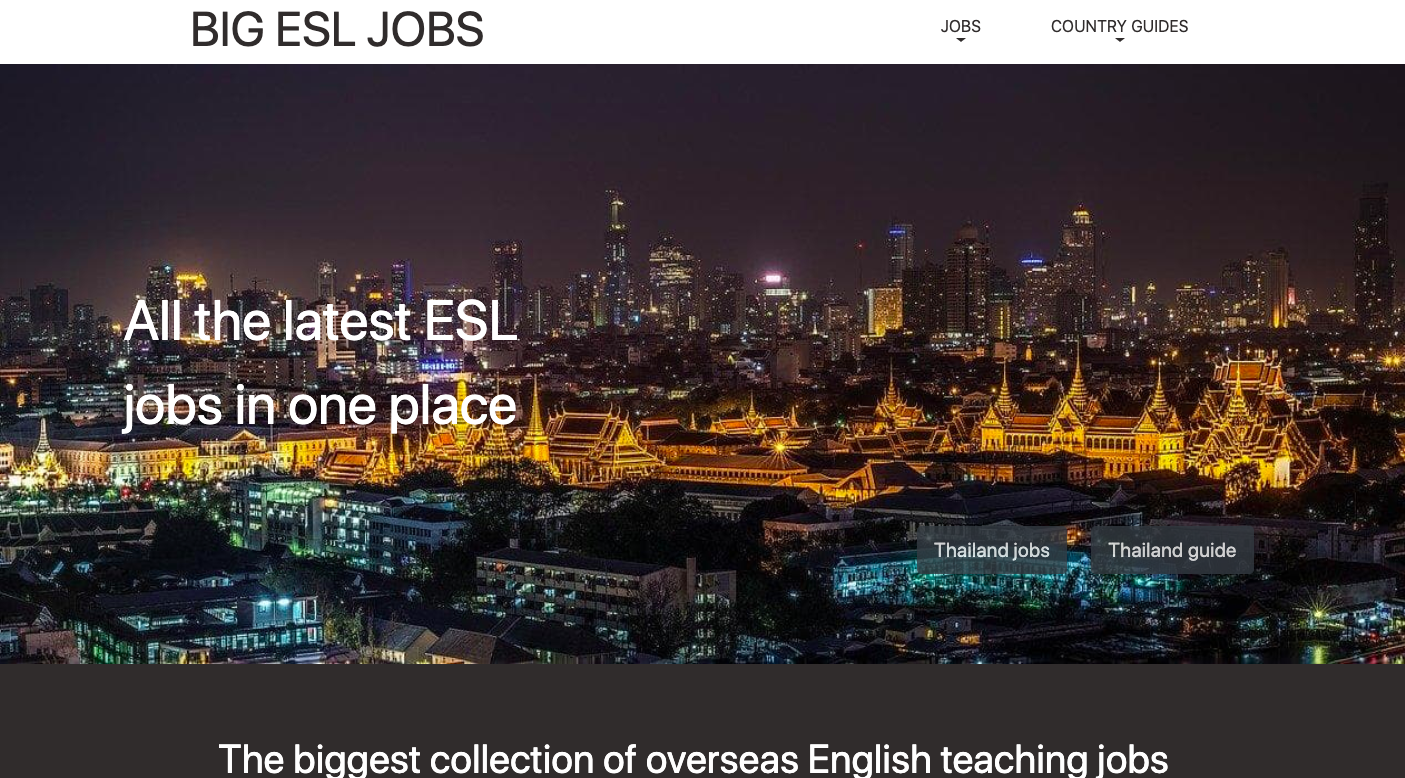 BIG ESL JOBS
JOBS
COUNTRY GUIDES
All the latest ESL
jobs in one place
Thailand jobs
Thailand guide
The biggest collection of overseas English teaching jobs